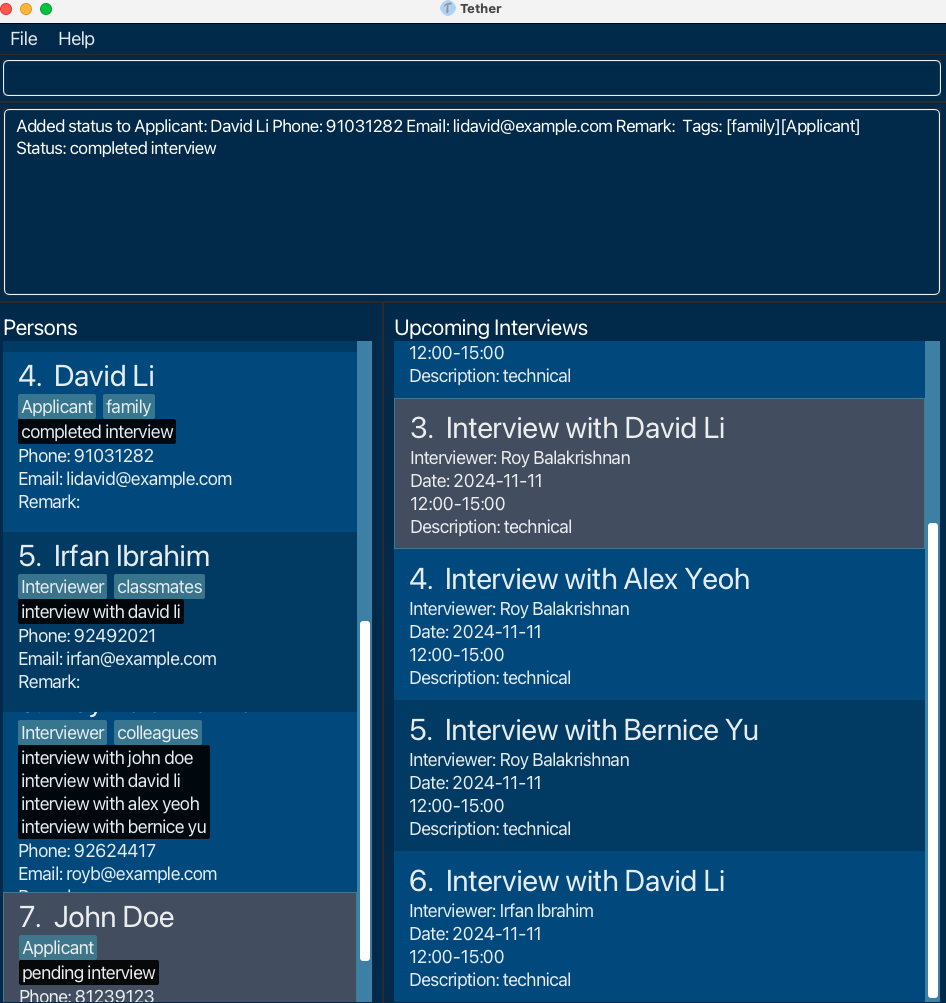 Tether
File Help
Added status to Applicant: David Li Phone: 91031282 Email: lidavid@example.com Remark:  Tags: [family][Applicant]
Status: completed interview
Persons
4. David Li
Applicant family
completed interview
Phone: 91031282
Email: lidavid@example.com
Remark:
5. Irfan Ibrahim
Interviewer classmates
interview with david li
Phone: 92492021
Email: irfan@example.com
Remark:
Interviewer colleagues
interview with john doe
interview with david li
interview with alex yeoh
interview with bernice yu
Phone: 92624417
Email: royb@example.com
7. John Doe
Applicant
pending interview
Phone: 81239123
Upcoming Interviews
12:00-15:00
Description: technical
3. Interview with David Li
Interviewer: Roy Balakrishnan
Date: 2024-11-11
12:00-15:00
Description: technical
4. Interview with Alex Yeoh
Interviewer: Roy Balakrishnan
Date: 2024-11-11
12:00-15:00
Description: technical
5. Interview with Bernice Yu
Interviewer: Roy Balakrishnan
Date: 2024-11-11
12:00-15:00
Description: technical
6. Interview with David Li
Interviewer: Irfan Ibrahim
Date: 2024-11-11
12:00-15:00
Description: technical